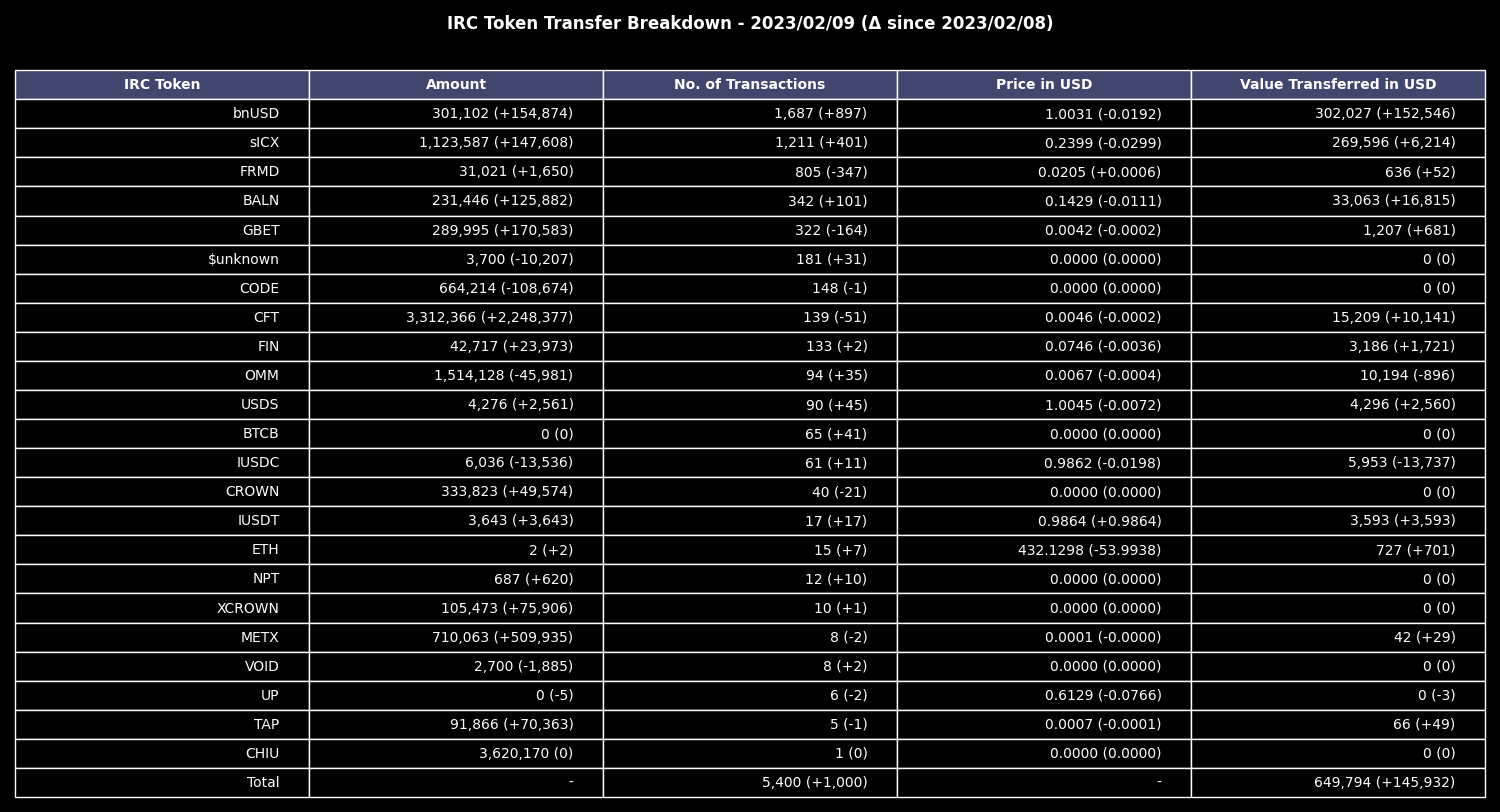 IRC Token Transfer Breakdown - 2023/02/09 (Δ since 2023/02/08)
IRC Token Amount No. of Transactions Price in USD Value Transferred in USD
bnUSD 301,102 (+154,874) 1,687 (+897) 1.0031 (-0.0192) 302,027 (+152,546)
sICX 1,123,587 (+147,608) 1,211 (+401) 0.2399 (-0.0299) 269,596 (+6,214)
FRMD 31,021 (+1,650) 805 (-347) 0.0205 (+0.0006) 636 (+52)
BALN 231,446 (+125,882) 342 (+101) 0.1429 (-0.0111) 33,063 (+16,815)
GBET 289,995 (+170,583) 322 (-164) 0.0042 (-0.0002) 1,207 (+681)
$unknown 3,700 (-10,207) 181 (+31) 0.0000 (0.0000) 0 (0)
CODE 664,214 (-108,674) 148 (-1) 0.0000 (0.0000) 0 (0)
CFT 3,312,366 (+2,248,377) 139 (-51) 0.0046 (-0.0002) 15,209 (+10,141)
FIN 42,717 (+23,973) 133 (+2) 0.0746 (-0.0036) 3,186 (+1,721)
OMM 1,514,128 (-45,981) 94 (+35) 0.0067 (-0.0004) 10,194 (-896)
USDS 4,276 (+2,561) 90 (+45) 1.0045 (-0.0072) 4,296 (+2,560)
BTCB 0 (0) 65 (+41) 0.0000 (0.0000) 0 (0)
IUSDC 6,036 (-13,536) 61 (+11) 0.9862 (-0.0198) 5,953 (-13,737)
CROWN 333,823 (+49,574) 40 (-21) 0.0000 (0.0000) 0 (0)
IUSDT 3,643 (+3,643) 17 (+17) 0.9864 (+0.9864) 3,593 (+3,593)
ETH 2 (+2) 15 (+7) 432.1298 (-53.9938) 727 (+701)
NPT 687 (+620) 12 (+10) 0.0000 (0.0000) 0 (0)
XCROWN 105,473 (+75,906) 10 (+1) 0.0000 (0.0000) 0 (0)
METX 710,063 (+509,935) 8 (-2) 0.0001 (-0.0000) 42 (+29)
VOID 2,700 (-1,885) 8 (+2) 0.0000 (0.0000) 0 (0)
UP 0 (-5) 6 (-2) 0.6129 (-0.0766) 0 (-3)
TAP 91,866 (+70,363) 5 (-1) 0.0007 (-0.0001) 66 (+49)
CHIU 3,620,170 (0) 1 (0) 0.0000 (0.0000) 0 (0)
Total - 5,400 (+1,000) - 649,794 (+145,932)